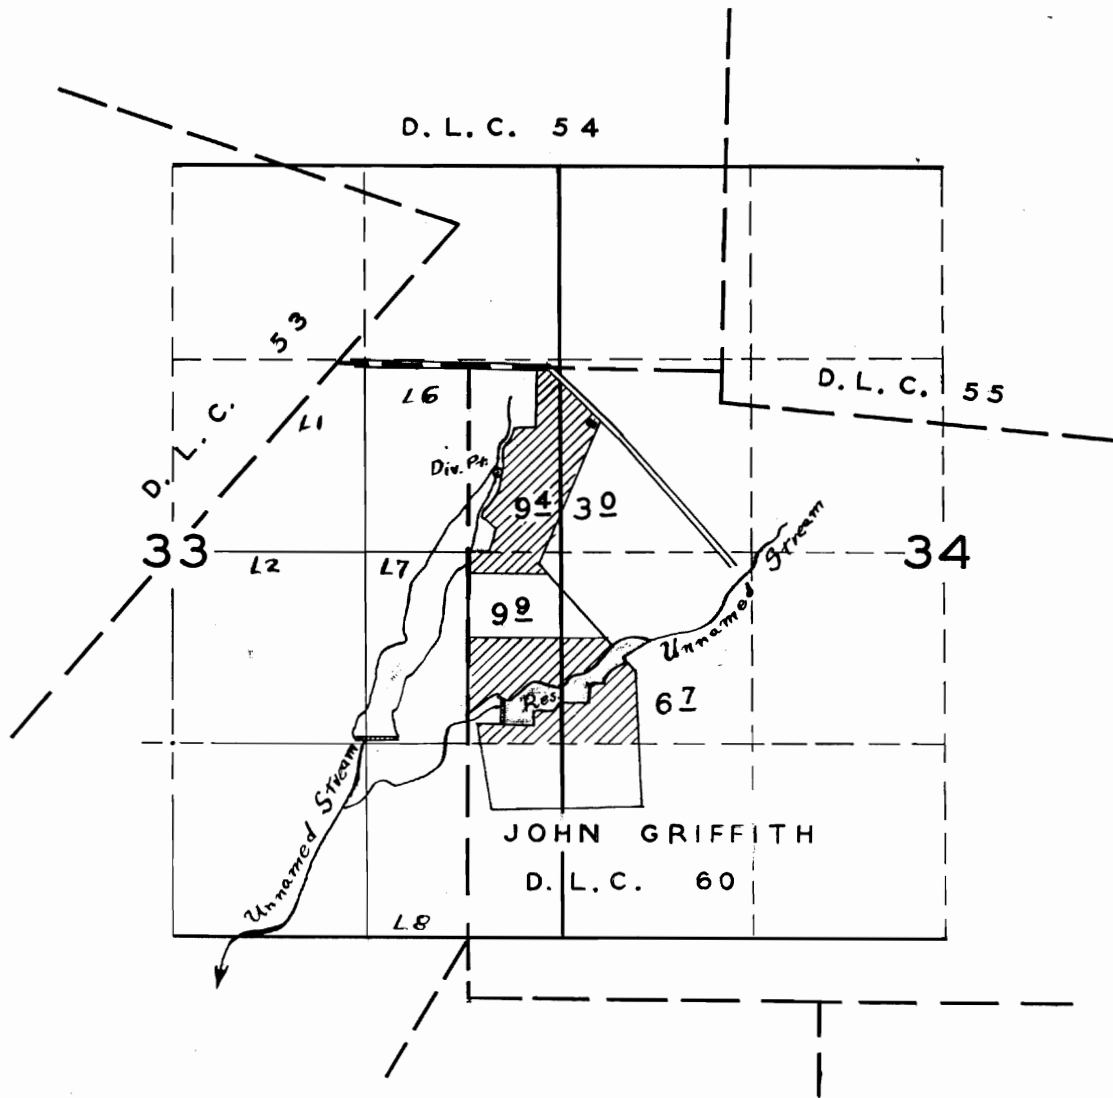 D. L. C. 54
53
D. L. C.
D. L. C. 55
L6
L1
Div. Pt.
9 4
3 0
33
L2
L7
34
9 9
Unnamed Stream
6 7
Res.
Unnamed Stream
JOHN GRIFFITH
D. L. C. 60
L8